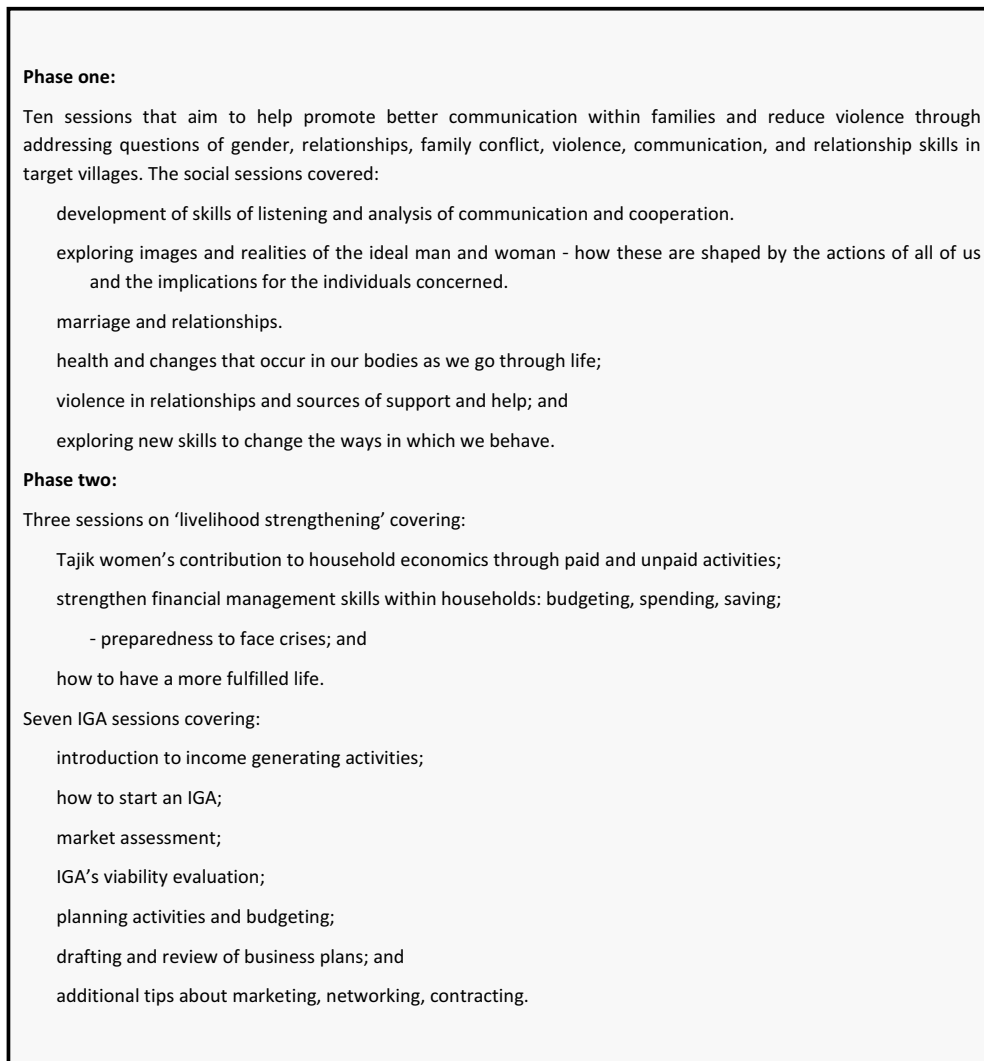 Phase one:
Ten sessions that aim to help promote better communication within families and reduce violence through
addressing questions of gender, relationships, family conflict, violence, communication, and relationship skills in
target villages. The social sessions covered:
development of skills of listening and analysis of communication and cooperation.
exploring images and realities of the ideal man and woman - how these are shaped by the actions of all of us
and the implications for the individuals concerned.
marriage and relationships.
health and changes that occur in our bodies as we go through life;
violence in relationships and sources of support and help; and
exploring new skills to change the ways in which we behave.
Phase two:
Three sessions on ‘livelihood strengthening’ covering:
Tajik women’s contribution to household economics through paid and unpaid activities;
strengthen financial management skills within households: budgeting, spending, saving;
- preparedness to face crises; and
how to have a more fulfilled life.
Seven IGA sessions covering:
introduction to income generating activities;
how to start an IGA;
market assessment;
IGA’s viability evaluation;
planning activities and budgeting;
drafting and review of business plans; and
additional tips about marketing, networking, contracting.